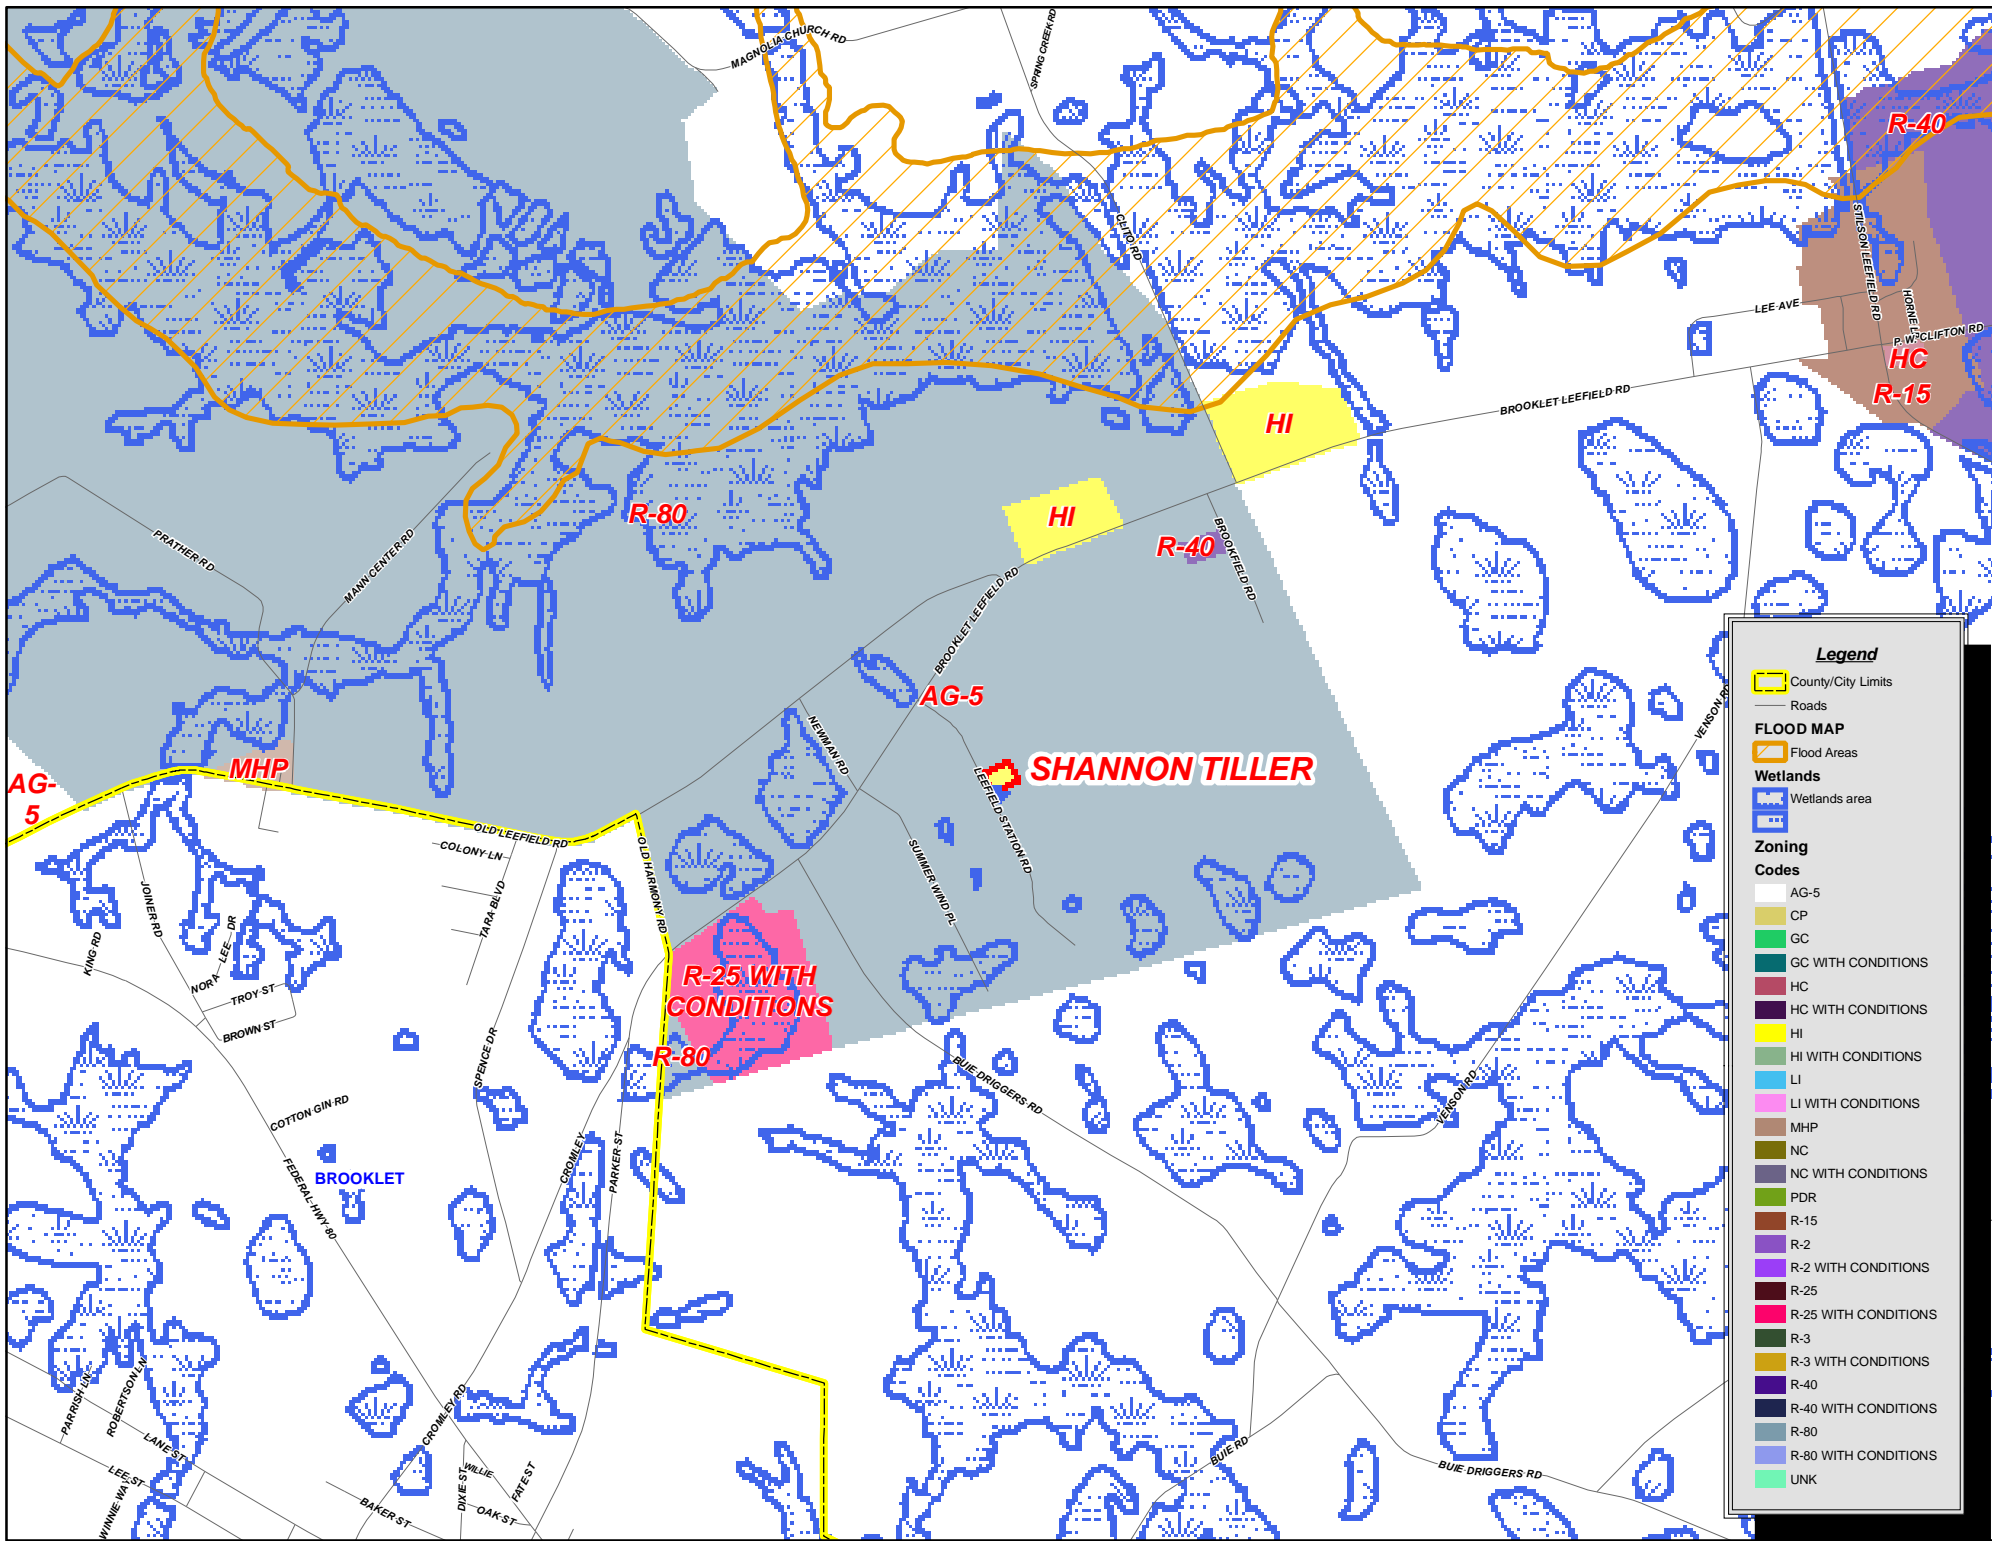 MAGNOLIA CHURCH RD
SPRING CREEK RD
R-40
CLITO RD
STILSON LEEFIELD RD
LEE AVE
P. W. CLIFTON RD
HC
R-15
BROOKLET LEEFIELD RD
HI
HI
R-80
R-40
BROOKFIELD RD
PRATHER RD
MANN CENTER RD
BROOKLET LEEFIELD RD
AG-5
NEWMAN RD
VENSON RD
SHANNON TILLER
LEEFIELD STATION RD
MHP
AG-
5
OLD LEEFIELD RD
COLONY LN
OLD HARMONY RD
TARA BLVD
SUMMER WIND PL
JOINER RD
KING RD
NORA LEE DR
TROY ST
BROWN ST
R-25 WITH
CONDITIONS
R-80
SPENCE DR
BUIE DRIGGERS RD
VENSON RD
COTTON GIN RD
FEDERAL HWY 80
BROOKLET
CROMLEY
PARKER ST
PARRISH LN
ROBERTSON LN
LANE ST
LEE ST
WINNIE WAY
CROMLEY RD
WILLIE
DIXIE ST
FATE ST
OAK ST
BAKER ST
BUIE RD
BUIE DRIGGERS RD
Legend
County/City Limits
Roads
FLOOD MAP
Flood Areas
Wetlands
Wetlands area
Zoning
Codes
AG-5
CP
GC
GC WITH CONDITIONS
HC
HC WITH CONDITIONS
HI
HI WITH CONDITIONS
LI
LI WITH CONDITIONS
MHP
NC
NC WITH CONDITIONS
PDR
R-15
R-2
R-2 WITH CONDITIONS
R-25
R-25 WITH CONDITIONS
R-3
R-3 WITH CONDITIONS
R-40
R-40 WITH CONDITIONS
R-80
R-80 WITH CONDITIONS
UNK